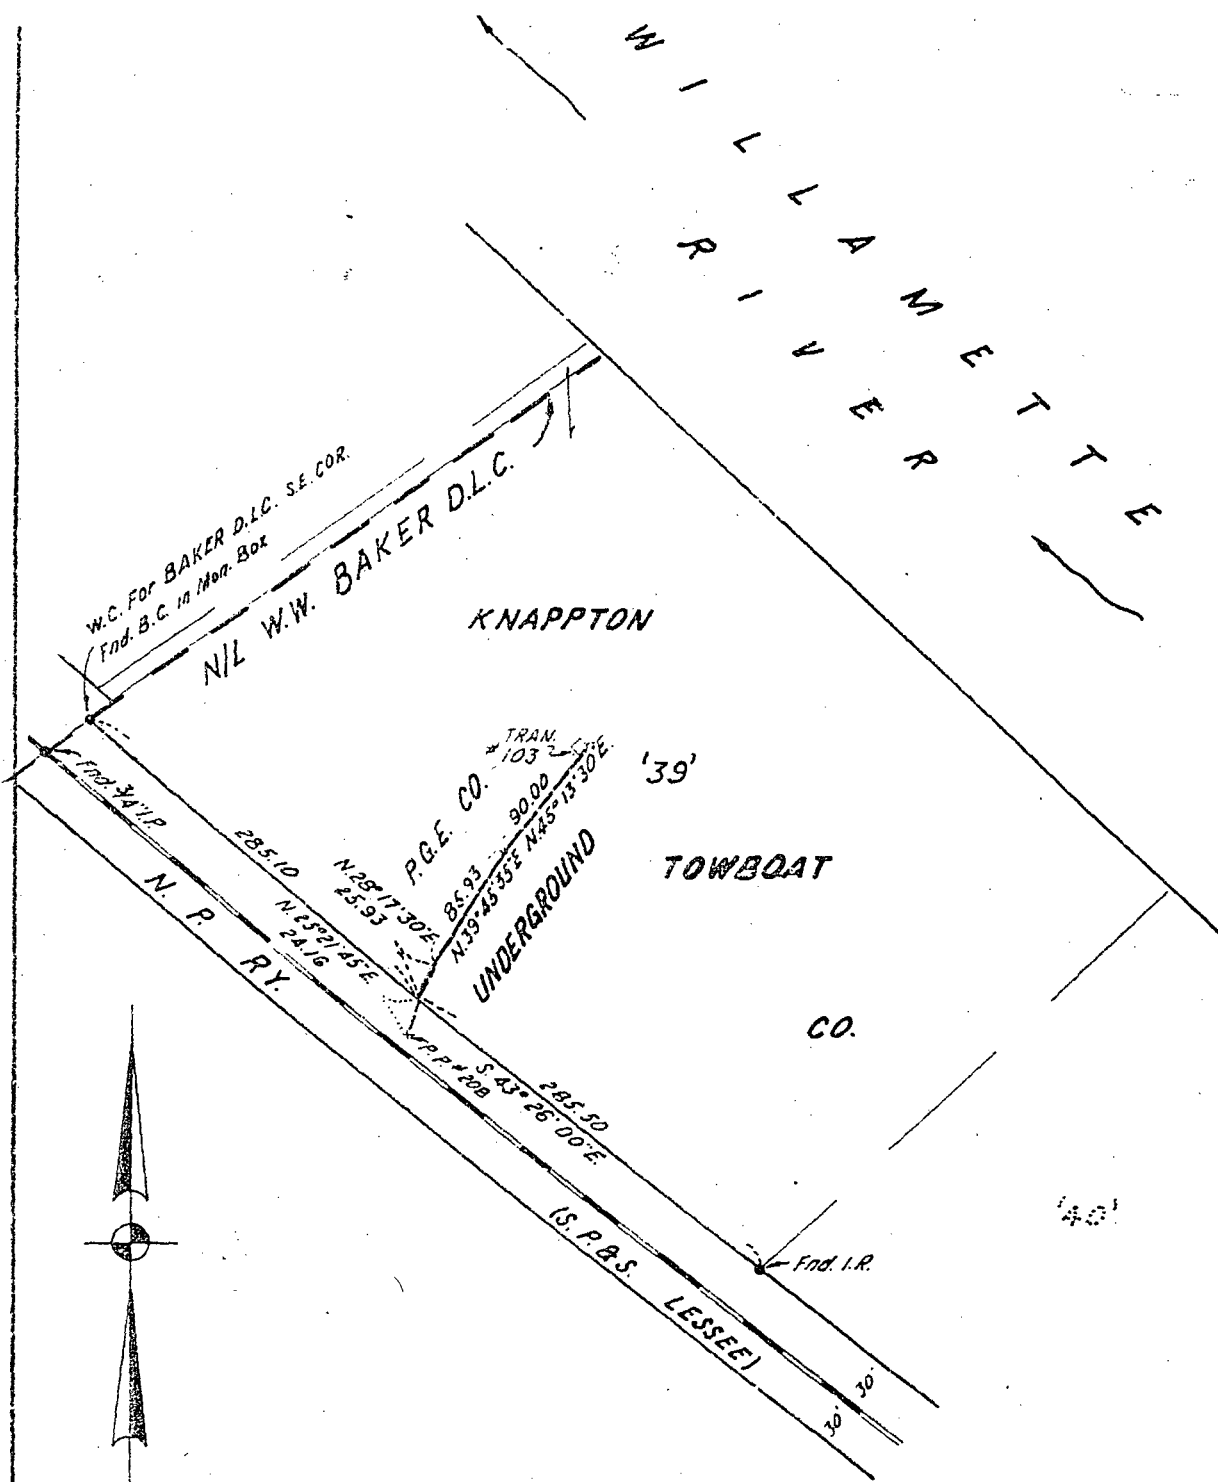 WILLAMETTE
RIVER
W.C. For BAKER D.L.C. S.E. COR.
Fnd. B.C. in Mon. Box
N/L W.W. BAKER D.L.C.
KNAPPTON
TRAN.
#103
'39'
Fnd. 3/4" I.P.
P.G.E. CO.
90.00
N.45° 13' 30"E.
85.93
N.39° 45' 35"E
UNDERGROUND
TOWBOAT
285.10
N.28° 17' 30"E.
25.93
N.25° 21' 45"E.
24.16
N. P. RY.
CO.
P.P. #208
285.50
S. 43° 26' 00"E.
'40'
Fnd. I.R.
(S. P. & S. LESSEE)
30'
30'